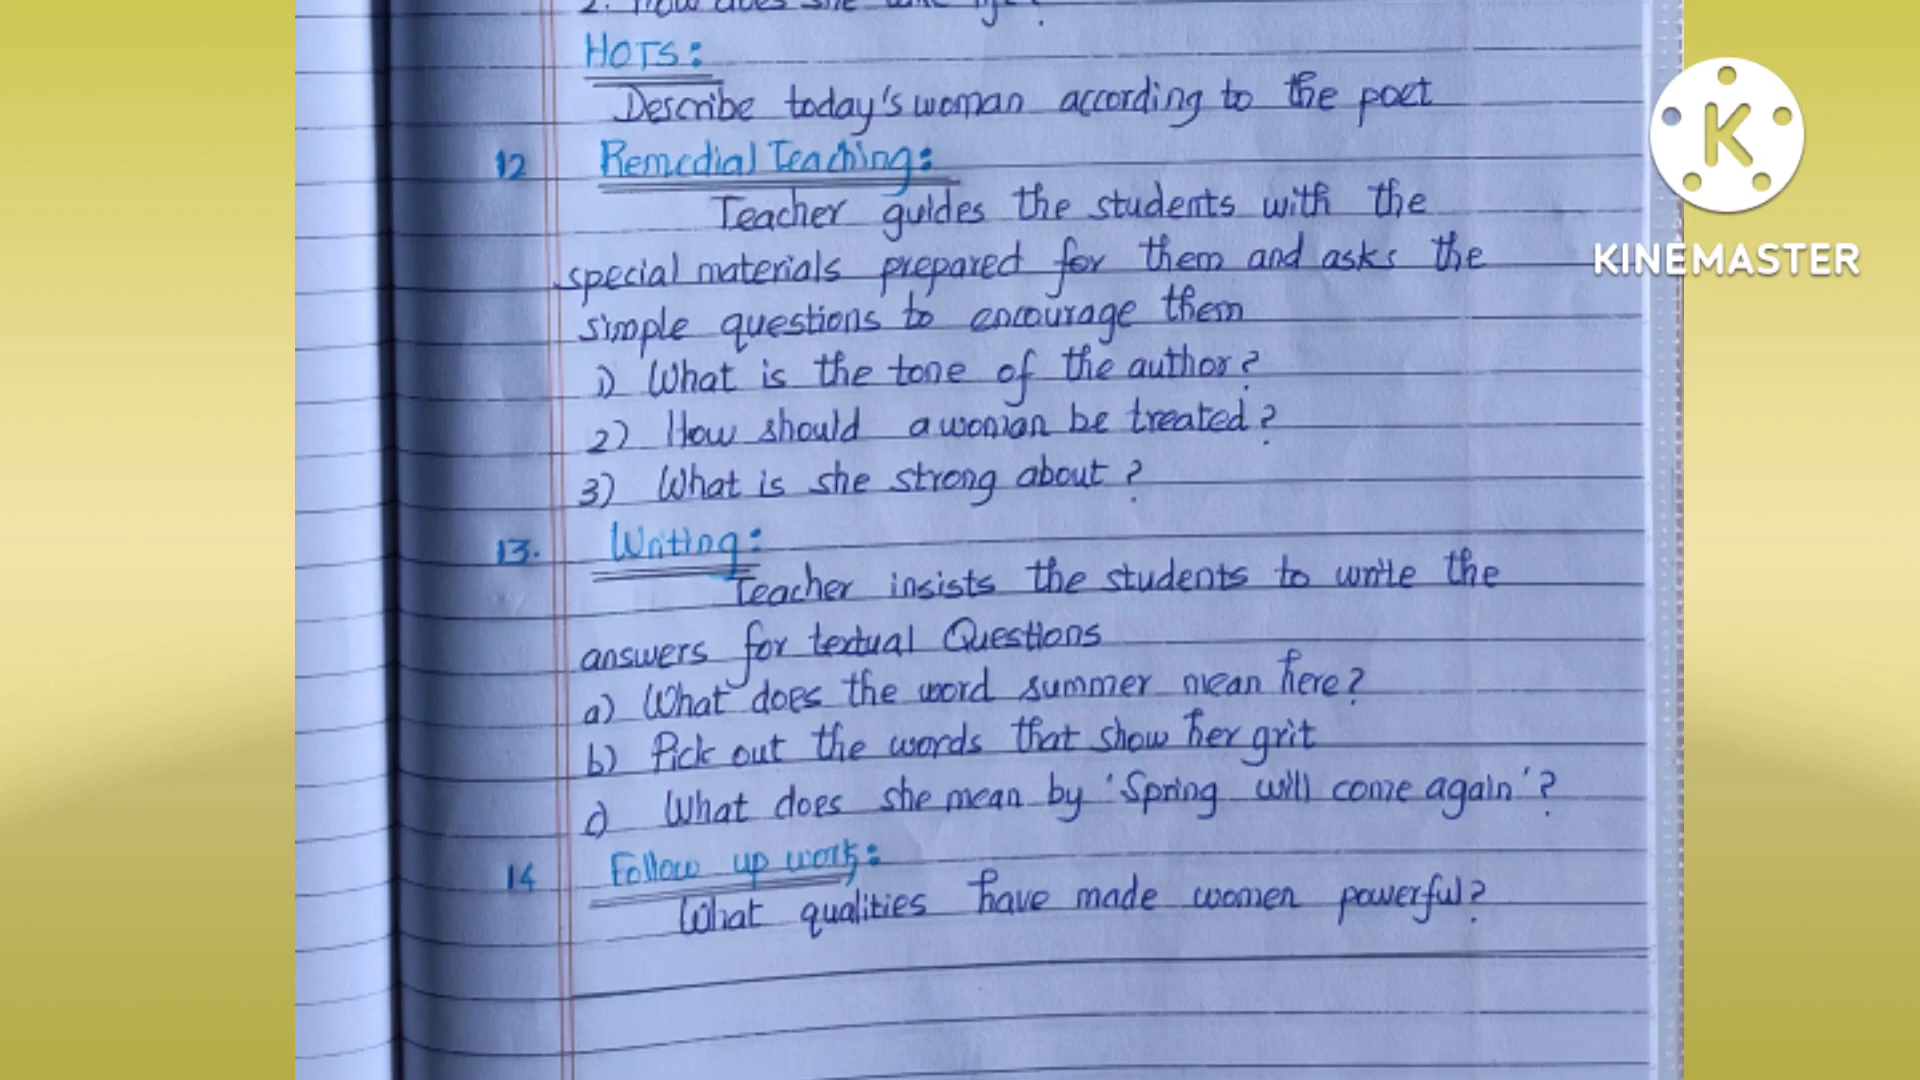 HOTS:
Describe today's woman according to the poet
12 Remedial Teaching:
Teacher guides the students with the
special materials prepared for them and asks the
simple questions to encourage them
1) What is the tone of the author?
2) How should a woman be treated?
3) What is she strong about?
13. Writing:
Teacher insists the students to write the
answers for textual Questions
a) What does the word summer mean here?
b) Pick out the words that show her grit
c) What does she mean by 'Spring will come again'?
14 Follow up work:
What qualities have made women powerful?
K
KINEMASTER